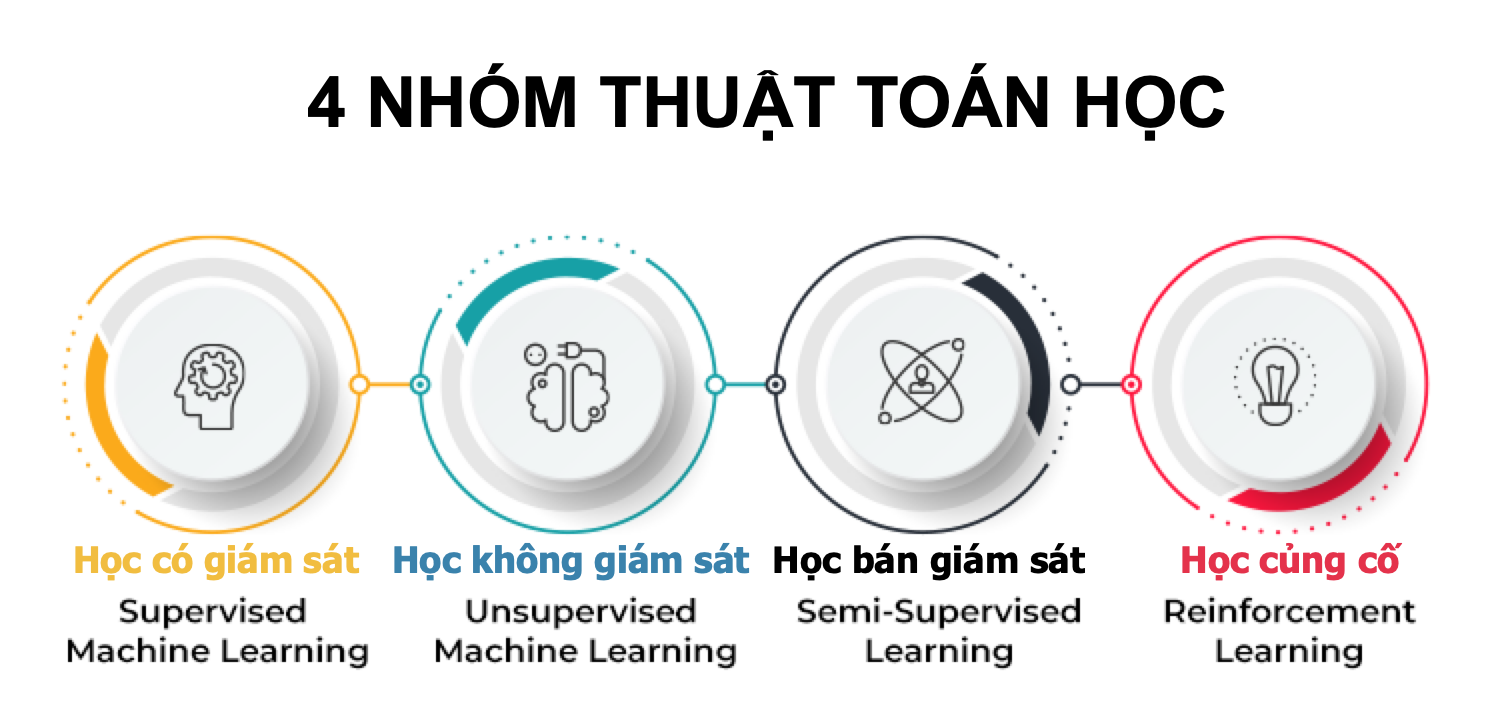 4 NHÓM THUẬT TOÁN HỌC
Học có giám sát
Supervised
Machine Learning
Học không giám sát
Unsupervised
Machine Learning
Học bán giám sát
Semi-Supervised
Learning
Học củng cố
Reinforcement
Learning